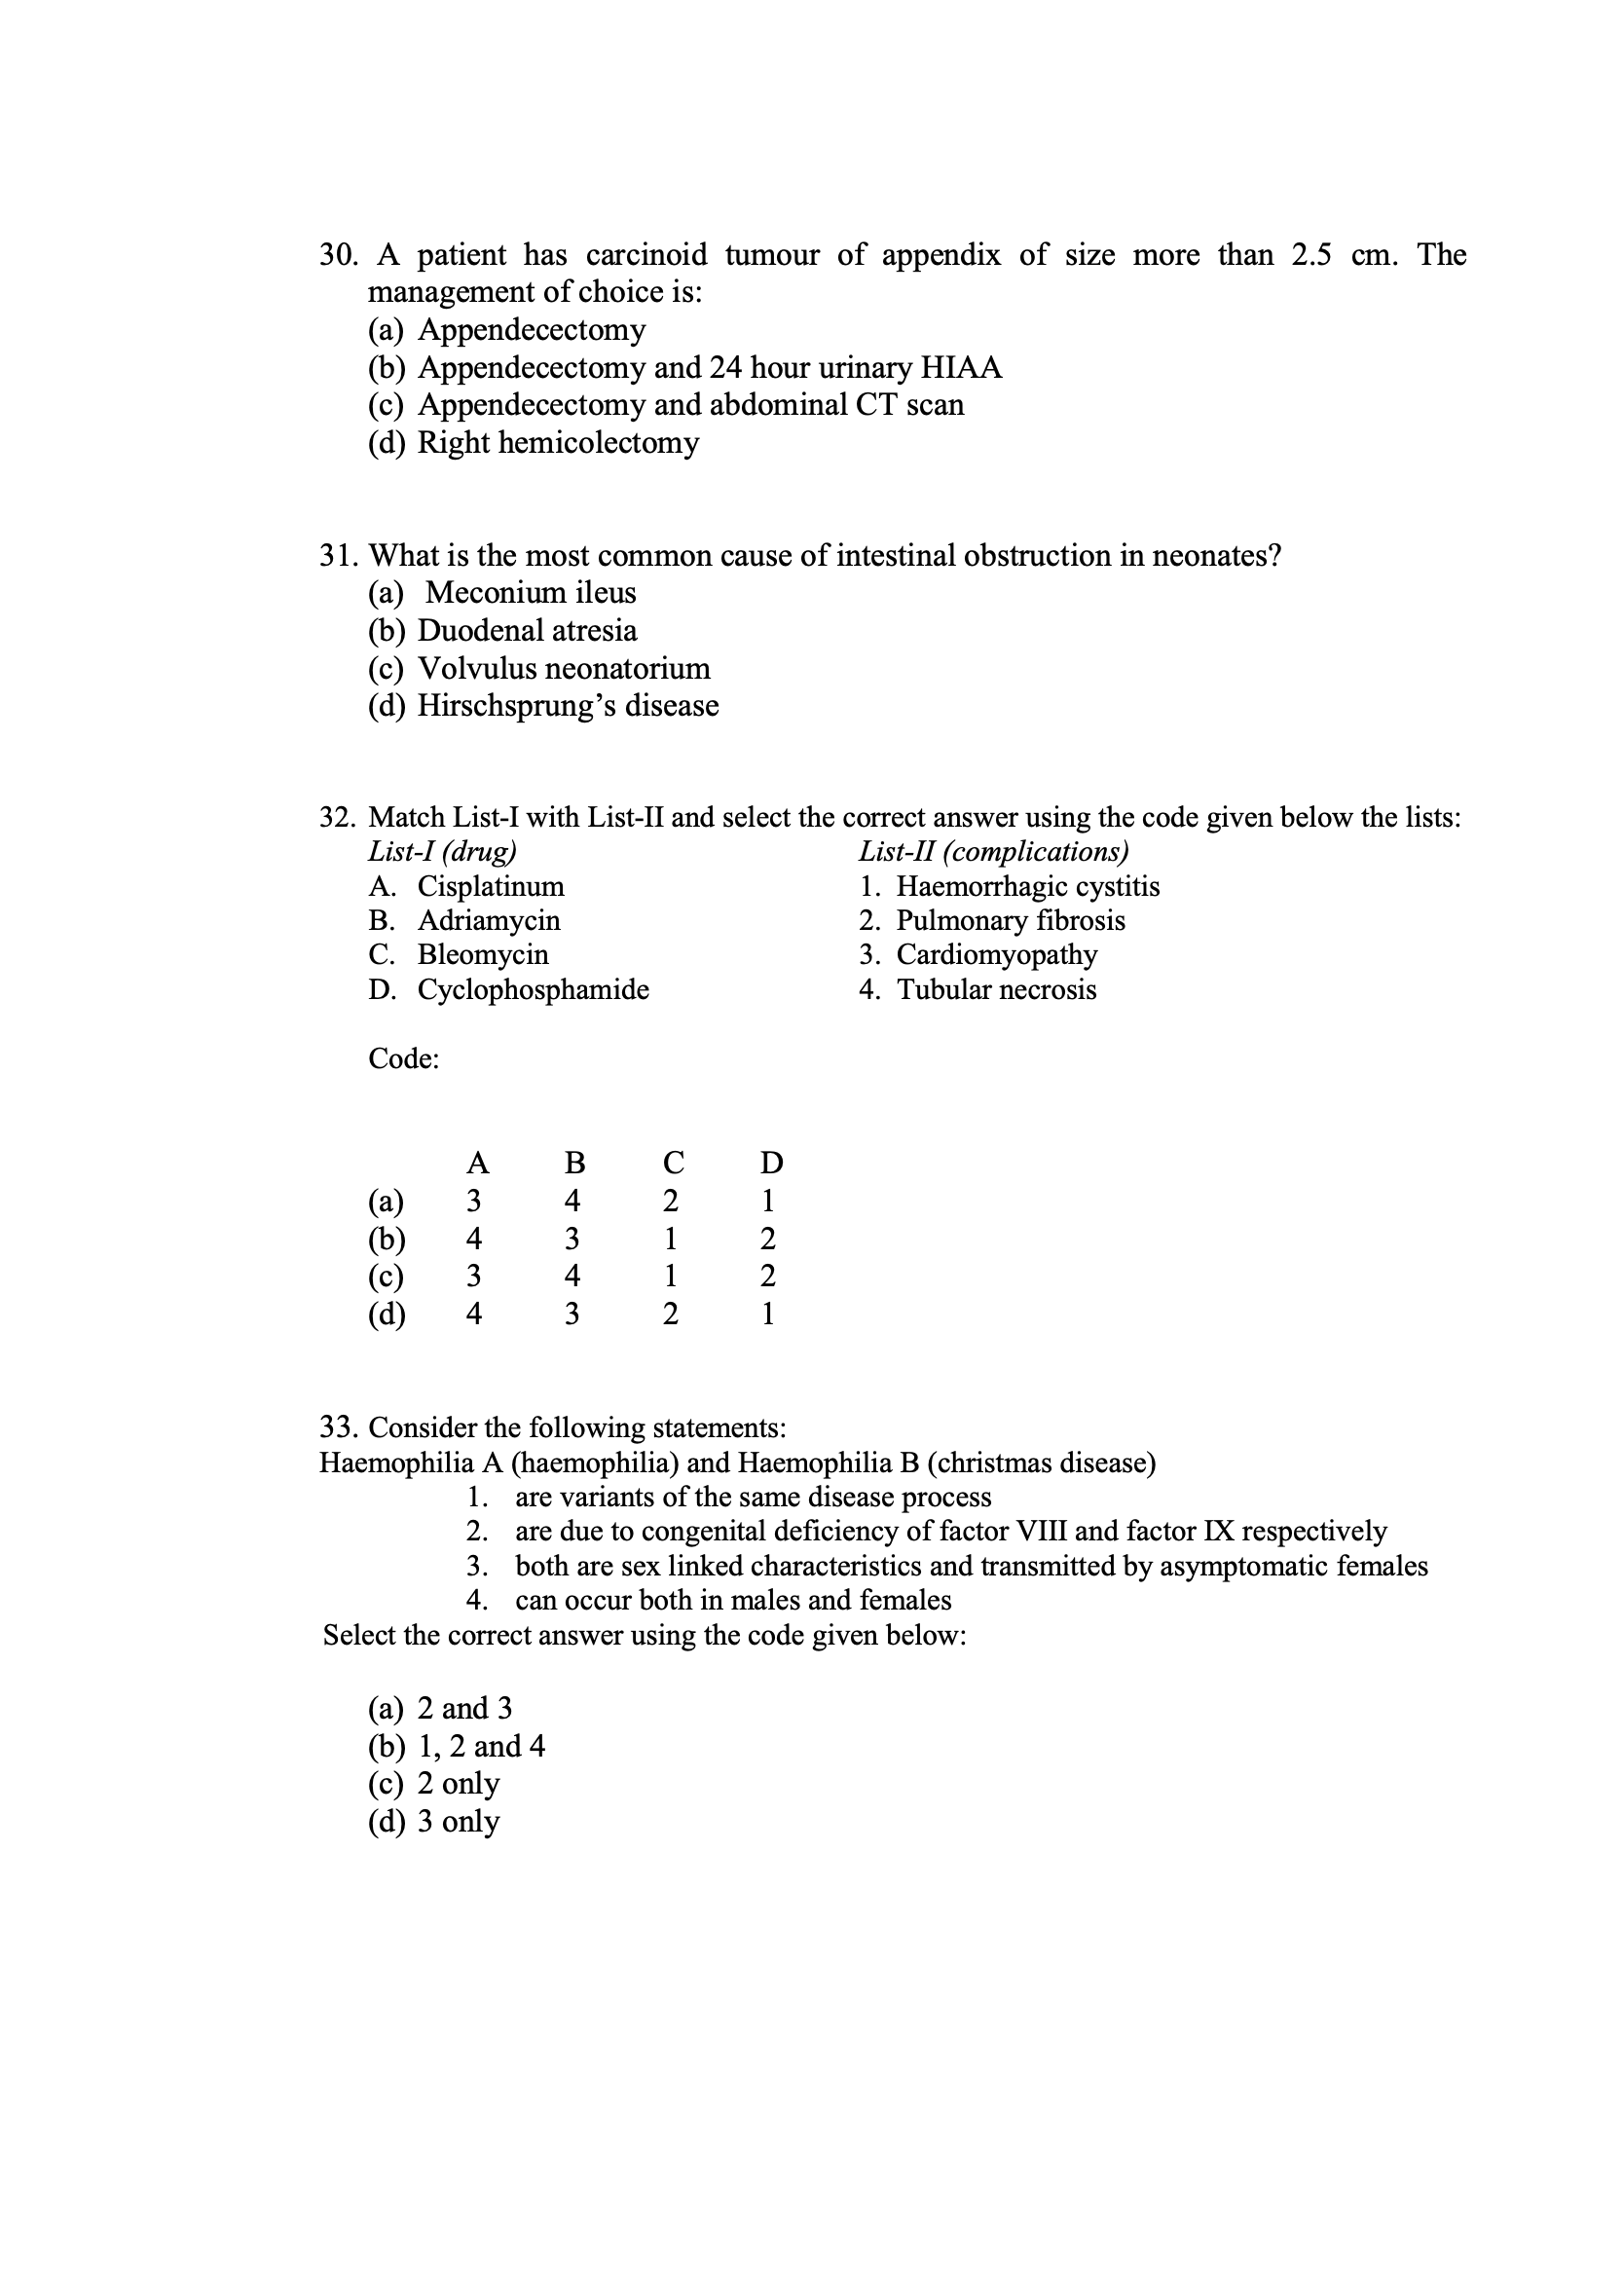 30. A patient has carcinoid tumour of appendix of size more than 2.5 cm. The
management of choice is:
(a) Appendecectomy
(b) Appendecectomy and 24 hour urinary HIAA
(c) Appendecectomy and abdominal CT scan
(d) Right hemicolectomy
31. What is the most common cause of intestinal obstruction in neonates?
(a) Meconium ileus
(b) Duodenal atresia
(c) Volvulus neonatorium
(d) Hirschsprung’s disease
32. Match List-I with List-II and select the correct answer using the code given below the lists:
List-I (drug) List-II (complications)
A. Cisplatinum 1. Haemorrhagic cystitis
B. Adriamycin 2. Pulmonary fibrosis
C. Bleomycin 3. Cardiomyopathy
D. Cyclophosphamide 4. Tubular necrosis
Code:
A B C D
(a) 3 4 2 1
(b) 4 3 1 2
(c) 3 4 1 2
(d) 4 3 2 1
33. Consider the following statements:
Haemophilia A (haemophilia) and Haemophilia B (christmas disease)
1. are variants of the same disease process
2. are due to congenital deficiency of factor VIII and factor IX respectively
3. both are sex linked characteristics and transmitted by asymptomatic females
4. can occur both in males and females
Select the correct answer using the code given below:
(a) 2 and 3
(b) 1, 2 and 4
(c) 2 only
(d) 3 only